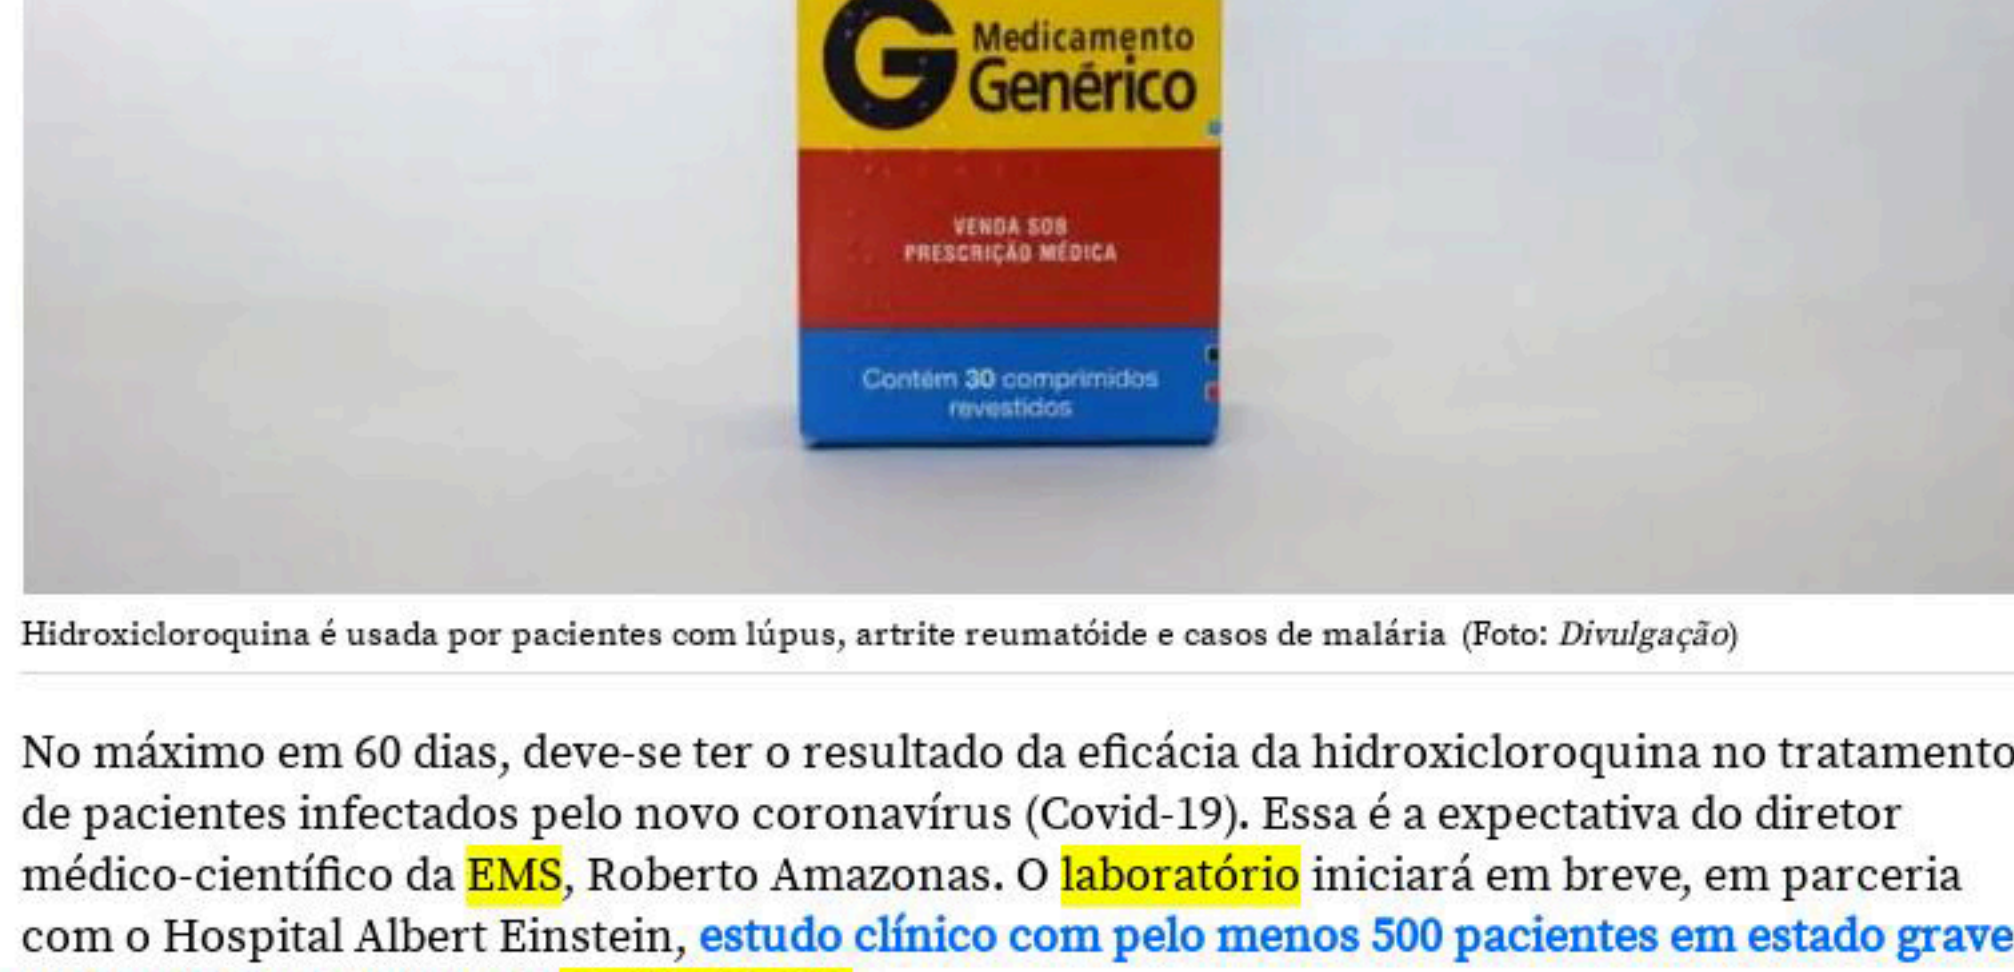 G Medicamento
Genérico
VENDA SOB
PRESCRIÇÃO MÉDICA
Contém 30 comprimidos
revestidos
Hidroxicloroquina é usada por pacientes com lúpus, artrite reumatóide e casos de malária (Foto: Divulgação)
No máximo em 60 dias, deve-se ter o resultado da eficácia da hidroxicloroquina no tratamento
de pacientes infectados pelo novo coronavírus (Covid-19). Essa é a expectativa do diretor
médico-científico da EMS, Roberto Amazonas. O laboratório iniciará em breve, em parceria
com o Hospital Albert Einstein, estudo clínico com pelo menos 500 pacientes em estado grave